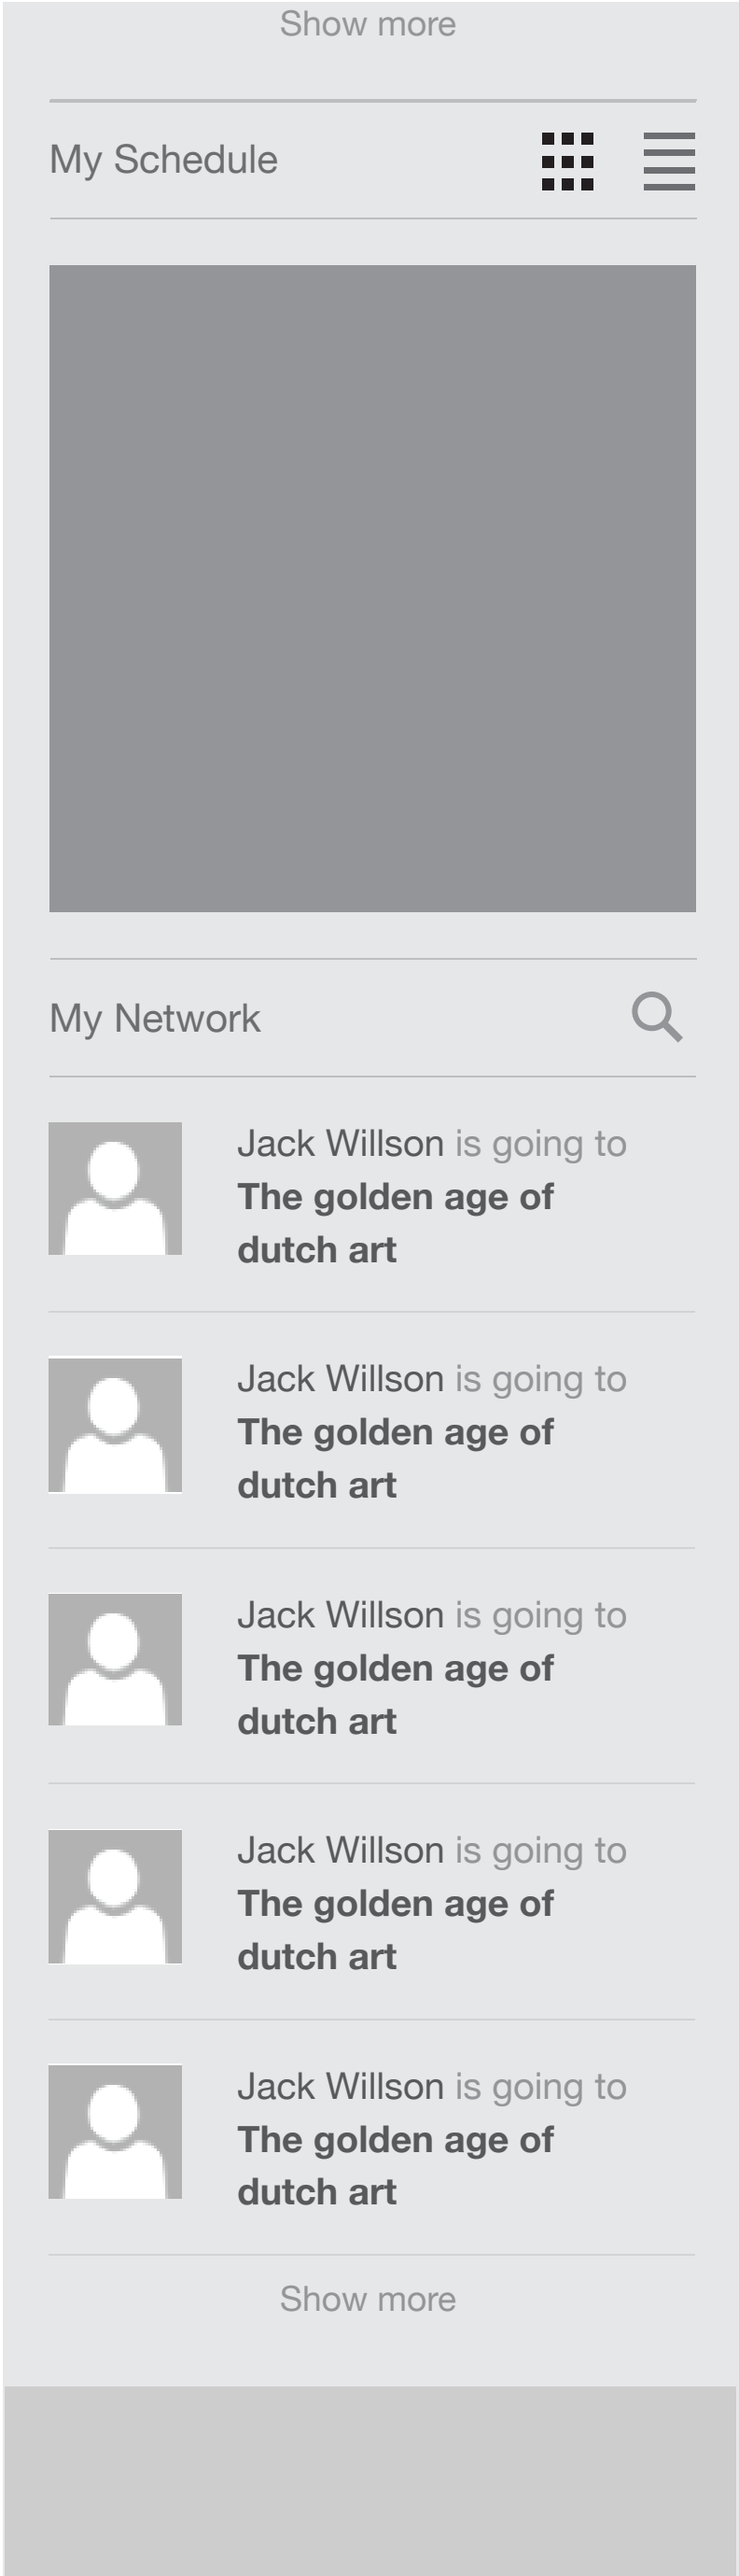 Show more
My Schedule
My Network
Jack Willson is going to
The golden age of
dutch art
Jack Willson is going to
The golden age of
dutch art
Jack Willson is going to
The golden age of
dutch art
Jack Willson is going to
The golden age of
dutch art
Jack Willson is going to
The golden age of
dutch art
Show more